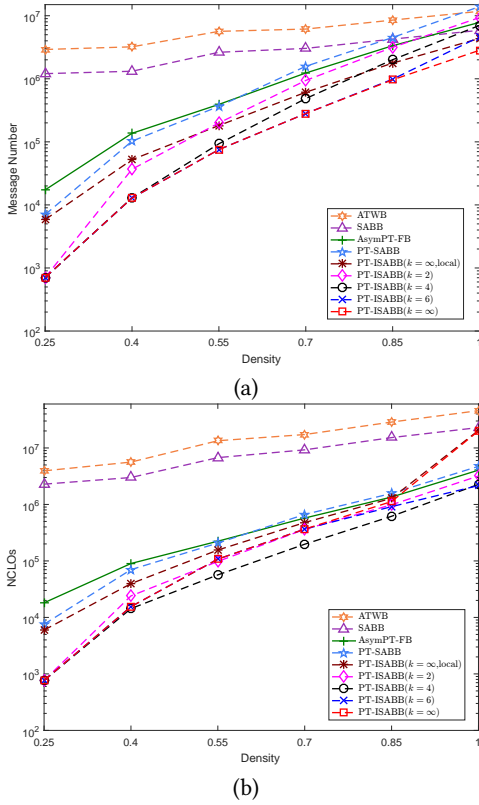 10^7
10^6
10^5
10^4
10^3
10^2
Message Number
0.25 0.4 0.55 0.7 0.85 1
Density
ATWB
SABB
AsymPT-FB
PT-SABB
PT-ISABB(k = ∞,local)
PT-ISABB(k = 2)
PT-ISABB(k = 4)
PT-ISABB(k = 6)
PT-ISABB(k = ∞)
(a)
10^7
10^6
10^5
10^4
10^3
10^2
NCLOs
0.25 0.4 0.55 0.7 0.85 1
Density
ATWB
SABB
AsymPT-FB
PT-SABB
PT-ISABB(k = ∞,local)
PT-ISABB(k = 2)
PT-ISABB(k = 4)
PT-ISABB(k = 6)
PT-ISABB(k = ∞)
(b)